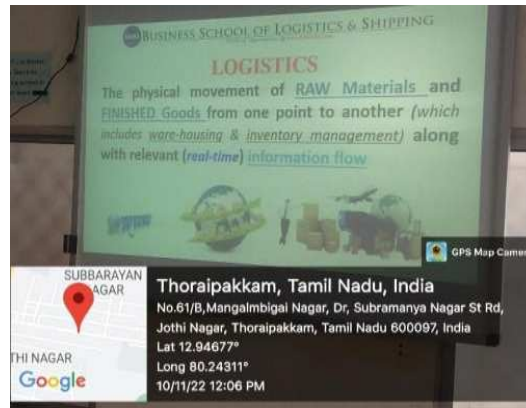 BUSINESS SCHOOL OF LOGISTICS & SHIPPING
LOGISTICS
The physical movement of RAW Materials and
FINISHED Goods from one point to another (which
includes ware-housing & inventory management) along
with relevant (real-time) information flow
GPS Map Camer
SUBBARAYAN
AGAR
THI NAGAR
Google
Thoraipakkam, Tamil Nadu, India
No.61/B,Mangalmbigai Nagar, Dr, Subramanya Nagar St Rd,
Jothi Nagar, Thoraipakkam, Tamil Nadu 600097, India
Lat 12.94677°
Long 80.24311°
10/11/22 12:06 PM